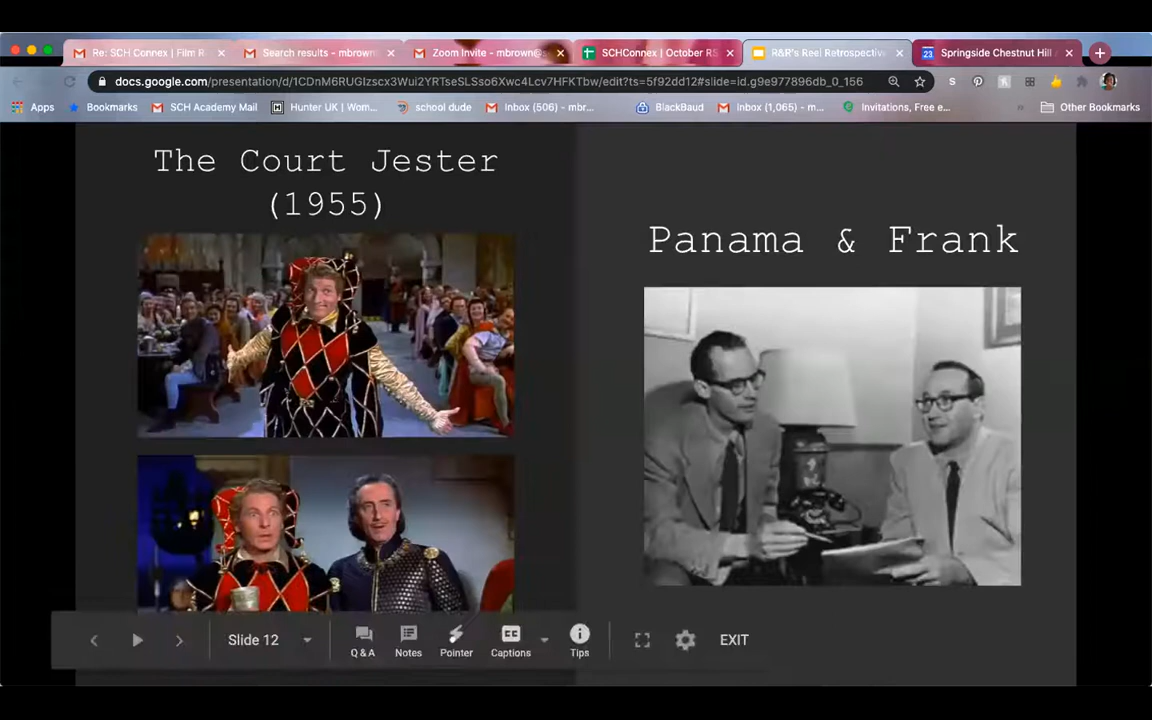 Re: SCH Connex | Film R
Search results - mbrown
Zoom Invite - mbrown@s
SCHConnex | October RS
R&R's Reel Retrospective
23
Springside Chestnut Hill
docs.google.com/presentation/d/1CDnM6RUGIzscx3Wui2YRTseSLSso6Xwc4Lcv7HFKTbw/edit?ts=5f92dd12#slide=id.g9e977896db_0_156
Apps
Bookmarks
SCH Academy Mail
Hunter UK | Wom...
school dude
Inbox (506) - mbr...
BlackBaud
Inbox (1,065) - m...
Invitations, Free e...
Other Bookmarks
The Court Jester
(1955)
Panama & Frank
Slide 12
Q & A
Notes
Pointer
CC
Captions
Tips
EXIT